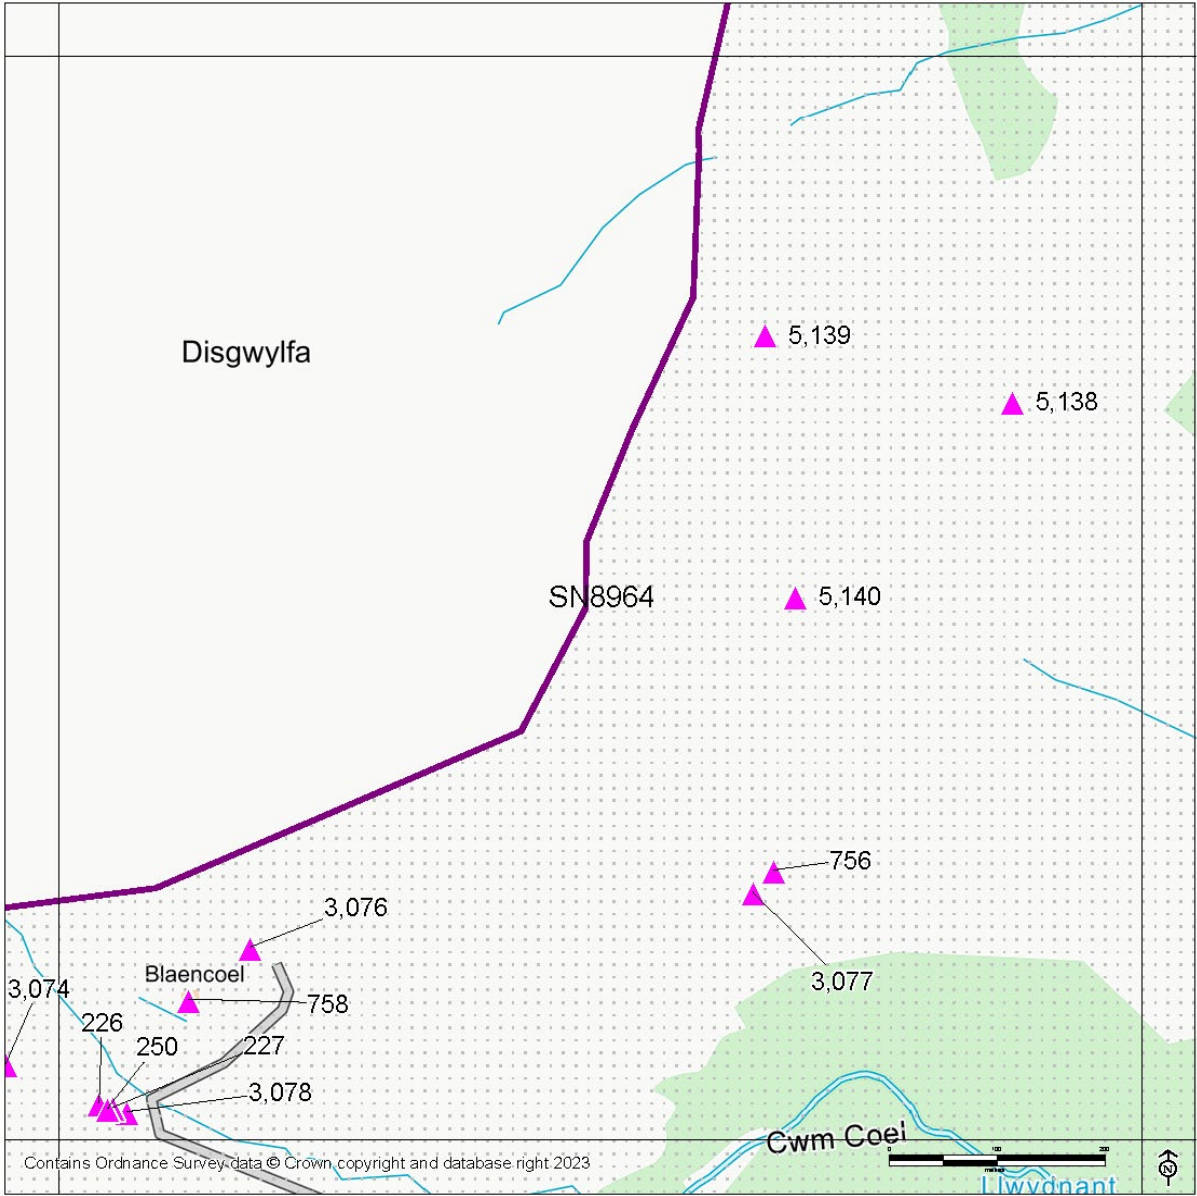 Disgwylfa
5,139
5,138
SN8964
5,140
756
3,076
Blaencoel
3,077
3,074
758
226
250
227
3,078
Cwm Coel
Contains Ordnance Survey data © Crown copyright and database right 2023
Llwydnant
N